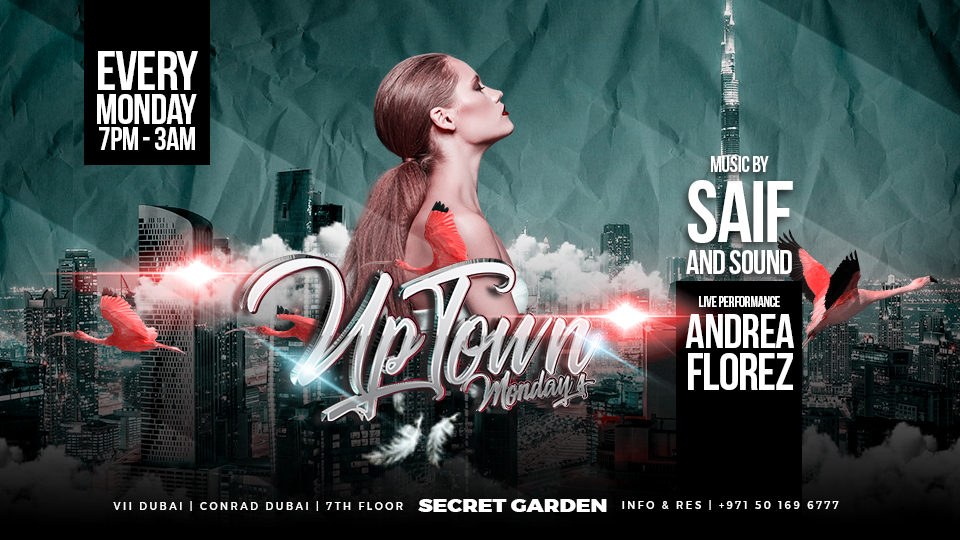 EVERY
MONDAY
7PM - 3AM
MUSIC BY
SAIF
AND SOUND
LIVE PERFORMANCE
ANDREA
FLOREZ
UpTown
Monday's
VII DUBAI | CONRAD DUBAI | 7TH FLOOR SECRET GARDEN INFO & RES | +971 50 169 6777